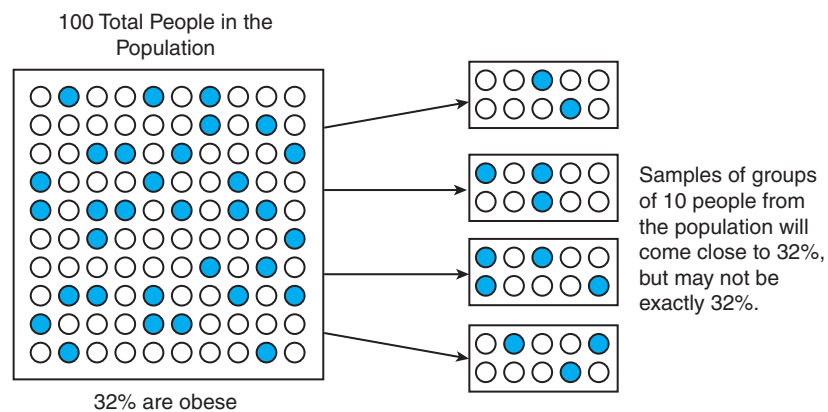 100 Total People in the
Population
Samples of groups
of 10 people from
the population will
come close to 32%,
but may not be
exactly 32%.
32% are obese